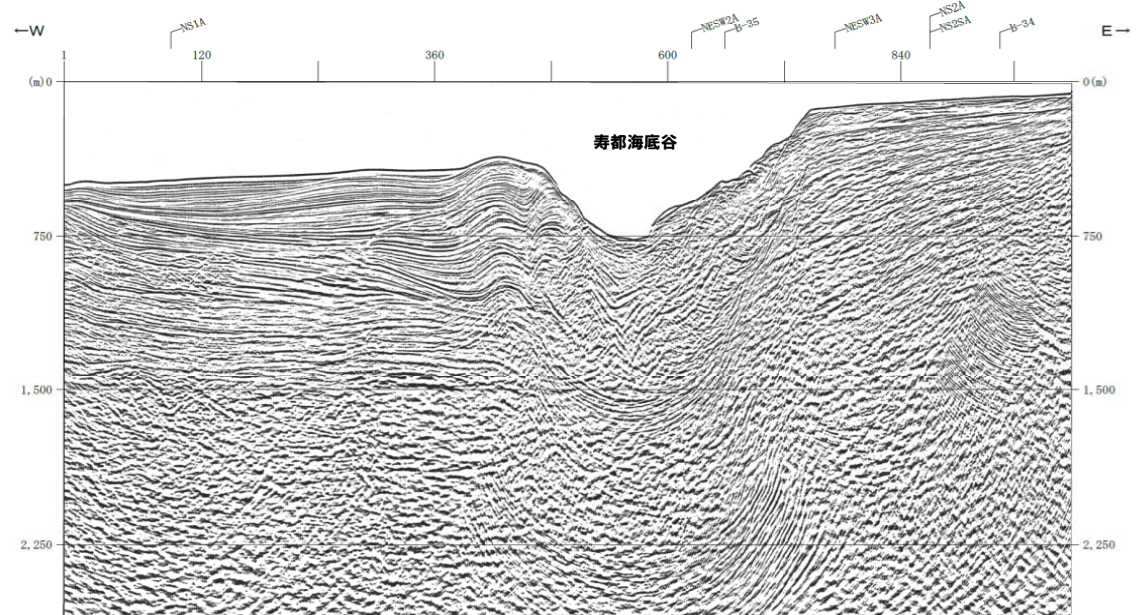 ←W
NS1A
NESW2A
B-35
NESW3A
NS2A
NS2SA
B-34
E→
1
120
360
600
840
(m)0
0(m)
寿都海底谷
750
750
1,500
1,500
2,250
2,250